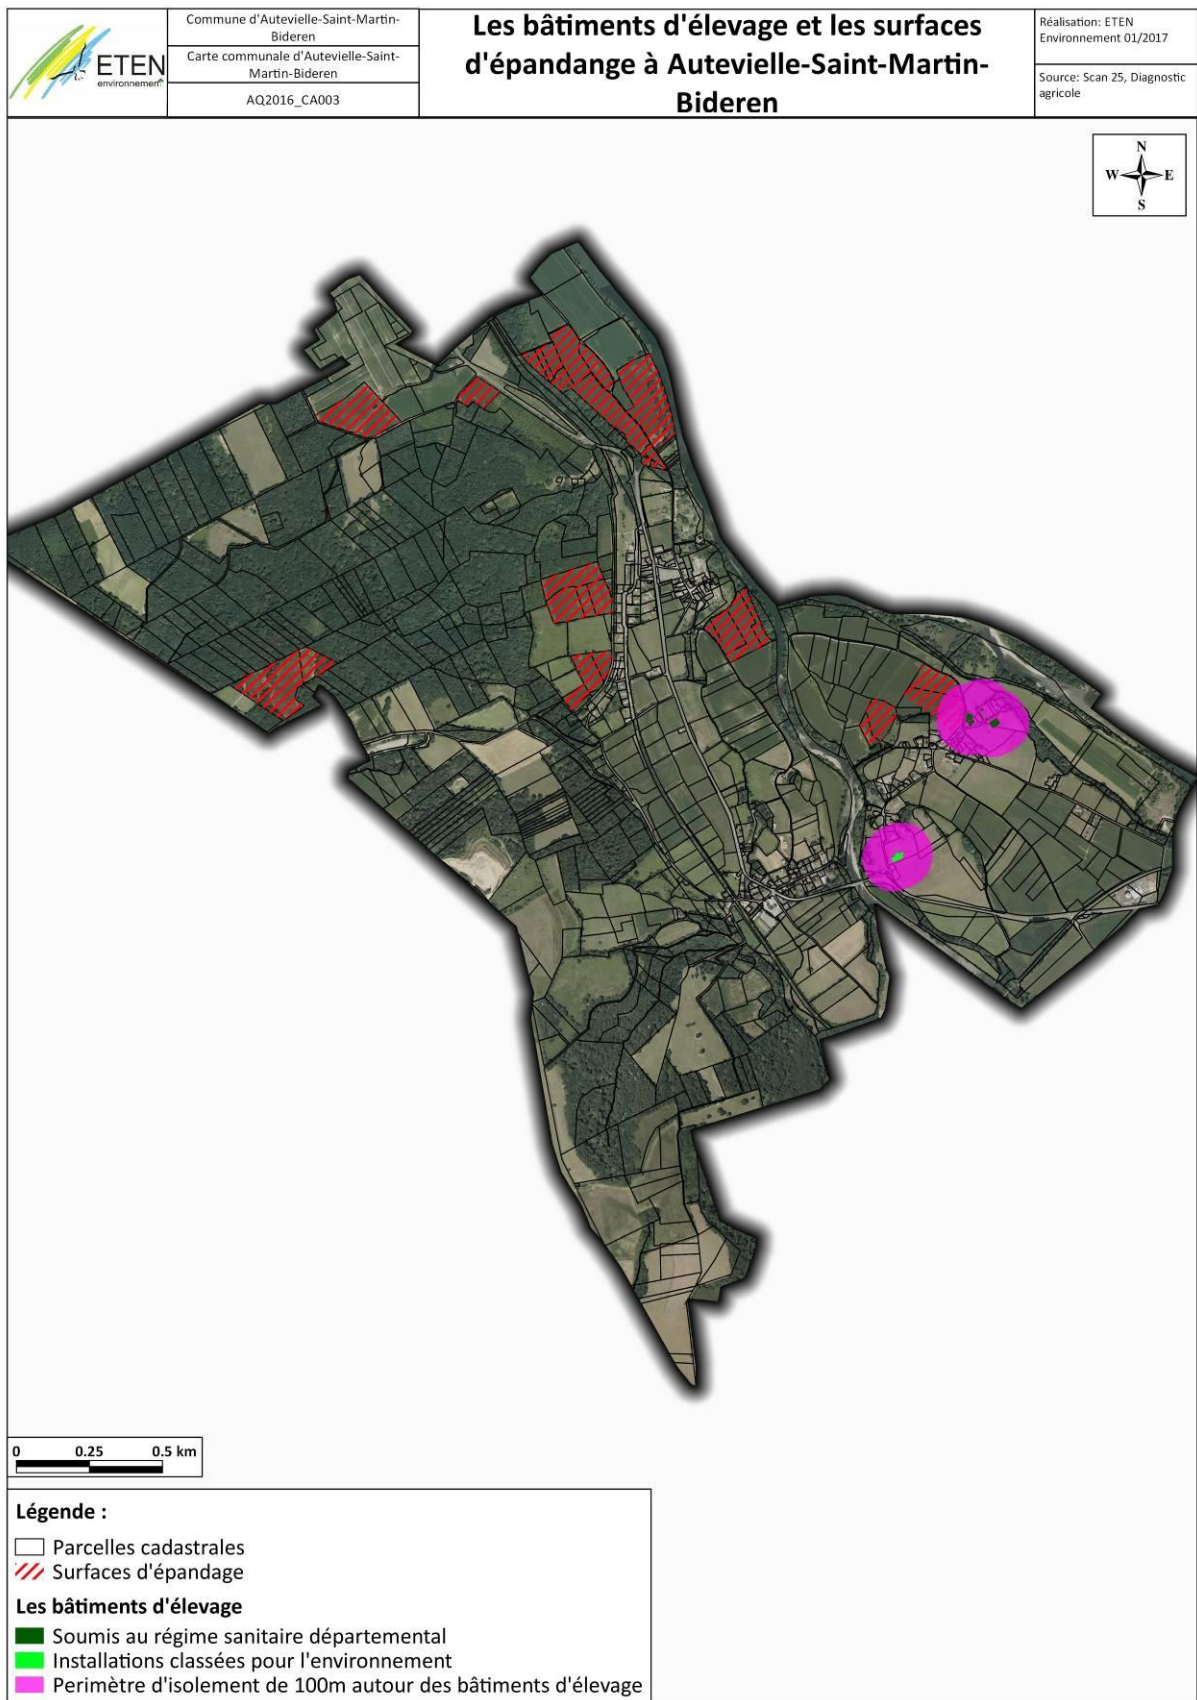 ETEN
environnement
Commune d'Autevielle-Saint-Martin-
Bideren
Carte communale d'Autevielle-Saint-
Martin-Bideren
AQ2016_CA003
Les bâtiments d'élevage et les surfaces
d'épandange à Autevielle-Saint-Martin-
Bideren
Réalisation: ETEN
Environnement 01/2017
Source: Scan 25, Diagnostic
agricole
N
W E
S
0 0.25 0.5 km
Légende :
Parcelles cadastrales
Surfaces d'épandage
Les bâtiments d'élevage
Soumis au régime sanitaire départemental
Installations classées pour l'environnement
Perimètre d'isolement de 100m autour des bâtiments d'élevage